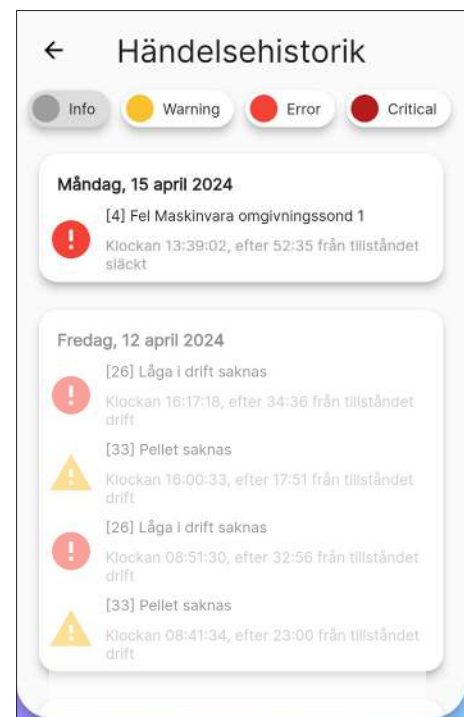 Händelsehistorik
Info
Warning
Error
Critical
Måndag, 15 april 2024
[4] Fel Maskinvara omgivningssond 1
Klockan 13:39:02, efter 52:35 från tillståndet
släckt
Fredag, 12 april 2024
[26] Låga i drift saknas
Klockan 16:17:18, efter 34:36 från tillståndet
drift
[33] Pellet saknas
Klockan 16:00:33, efter 17:51 från tillståndet
drift
[26] Låga i drift saknas
Klockan 08:51:30, efter 32:56 från tillståndet
drift
[33] Pellet saknas
Klockan 08:41:34, efter 23:00 från tillståndet
drift